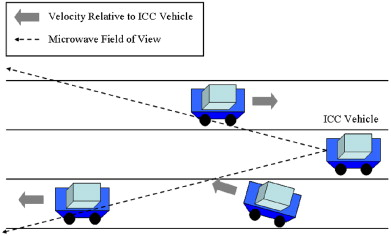 Velocity Relative to ICC Vehicle
Microwave Field of View
ICC Vehicle